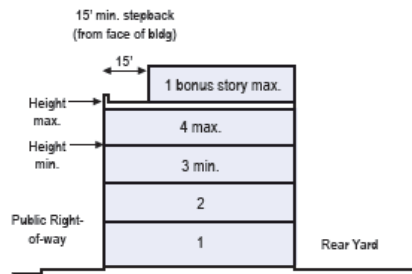 15' min. stepback
(from face of bldg)
15'
1 bonus story max.
Height
max.
4 max.
Height
min.
3 min.
2
Public Right-
of-way
1
Rear Yard